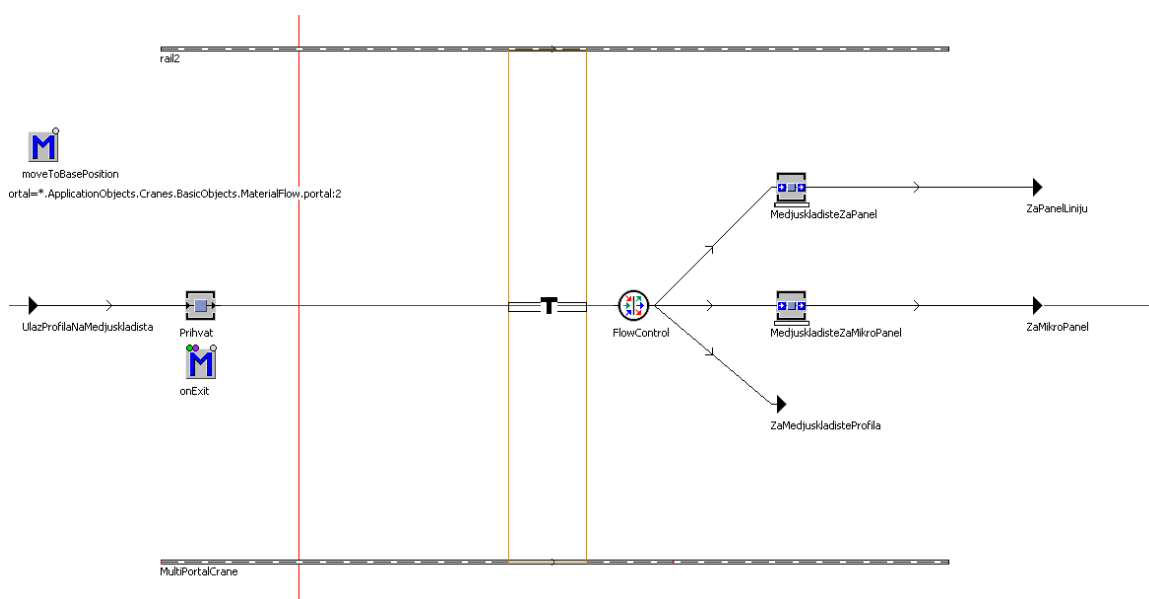 rail2
moveToBasePosition
ortal=*.ApplicationObjects.Cranes.BasicObjects.MaterialFlow.portal:2
MedjuskladisteZaPanel
ZaPanelLiniju
UlazProfilaNaMedjuskladista
Prihvat
FlowControl
MedjuskladisteZaMikroPanel
ZaMikroPanel
onExit
ZaMedjuskladisteProfila
MultiPortalCrane